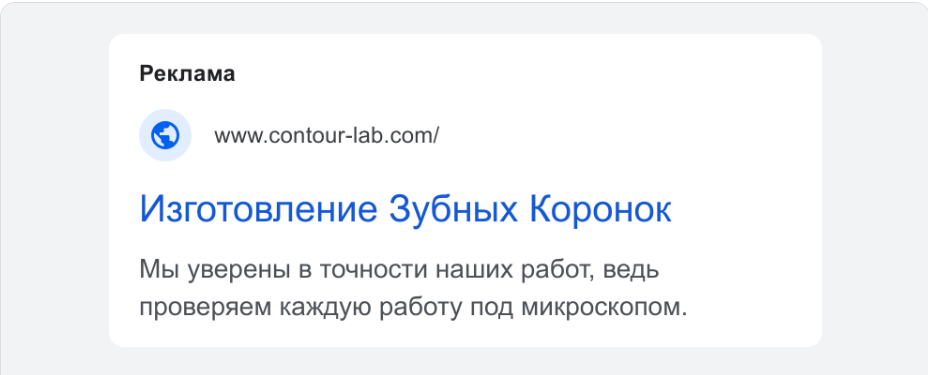 Реклама
www.contour-lab.com/
Изготовление Зубных Коронок
Мы уверены в точности наших работ, ведь
проверяем каждую работу под микроскопом.